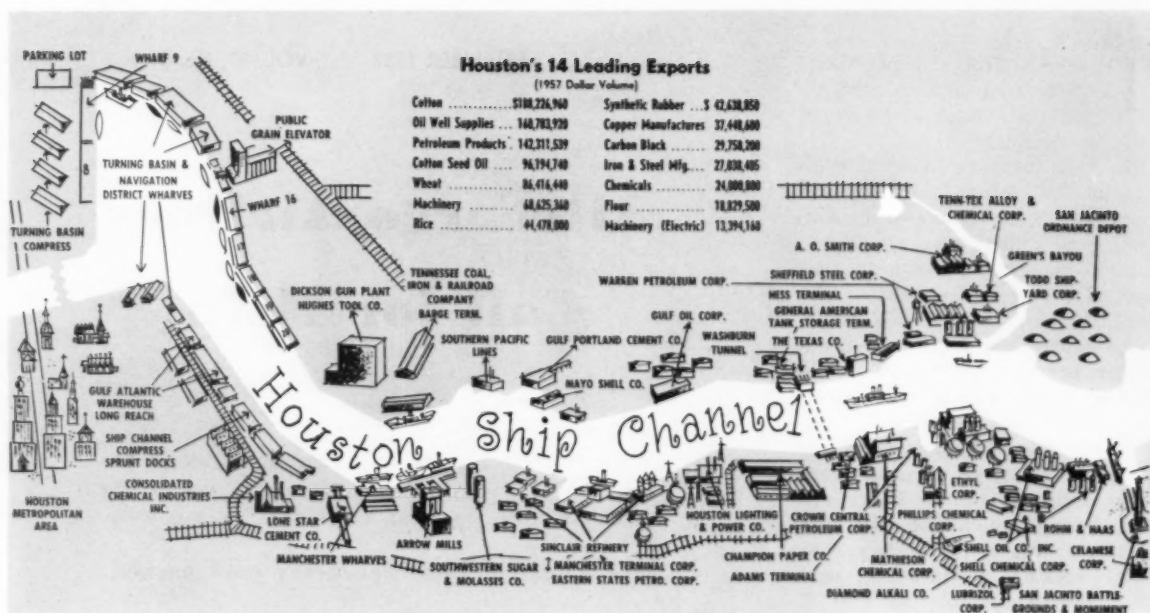 PARKING LOT
WHARF 9
PUBLIC
GRAIN ELEVATOR
TURNING BASIN &
NAVIGATION
DISTRICT WHARVES
WHARF 16
TURNING BASIN
COMPRESS
Houston's 14 Leading Exports
(1957 Dollar Volume)
Cotton $188,226,960
Oil Well Supplies 160,783,920
Petroleum Products 142,311,539
Cotton Seed Oil 96,194,740
Wheat 86,416,440
Machinery 68,625,360
Rice 44,478,000
Synthetic Rubber $ 42,638,850
Copper Manufactures 37,448,600
Carbon Black 29,758,200
Iron & Steel Mfg. 27,038,405
Chemicals 24,800,800
Flour 18,829,500
Machinery (Electric) 13,394,160
TENN-TEX ALLOY &
CHEMICAL CORP.
SAN JACINTO
ORDNANCE DEPOT
A. O. SMITH CORP.
GREEN'S BAYOU
TODD SHIP-
YARD CORP.
SHEFFIELD STEEL CORP.
WARREN PETROLEUM CORP.
HESS TERMINAL
GENERAL AMERICAN
TANK STORAGE TERM.
THE TEXAS CO.
WASHBURN
TUNNEL
GULF OIL CORP.
GULF PORTLAND CEMENT CO.
MAYO SHELL CO.
SOUTHERN PACIFIC
LINES
TENNESSEE COAL,
IRON & RAILROAD
COMPANY
BARGE TERM.
DICKSON GUN PLANT
HUGHES TOOL CO.
Houston Ship Channel
GULF ATLANTIC
WAREHOUSE
LONG REACH
SHIP CHANNEL
COMPRESS
SPRUNT DOCKS
CONSOLIDATED
CHEMICAL INDUSTRIES
INC.
HOUSTON
METROPOLITAN
AREA
LONE STAR
CEMENT CO.
MANCHESTER WHARVES
ARROW MILLS
SOUTHWESTERN SUGAR
& MOLASSES CO.
SINCLAIR REFINERY
MANCHESTER TERMINAL CORP.
EASTERN STATES PETRO. CORP.
HOUSTON LIGHTING
& POWER CO.
CHAMPION PAPER CO.
ADAMS TERMINAL
CROWN CENTRAL
PETROLEUM CORP.
MATHIESON
CHEMICAL CORP.
DIAMOND ALKALI CO.
PHILLIPS CHEMICAL
CORP.
ETHYL
CORP.
SHELL OIL CO., INC.
SHELL CHEMICAL CORP.
LUBRIZOL
CORP.
ROHM & HAAS
CELANESE
CORP.
SAN JACINTO BATTLE-
GROUNDS & MONUMENT